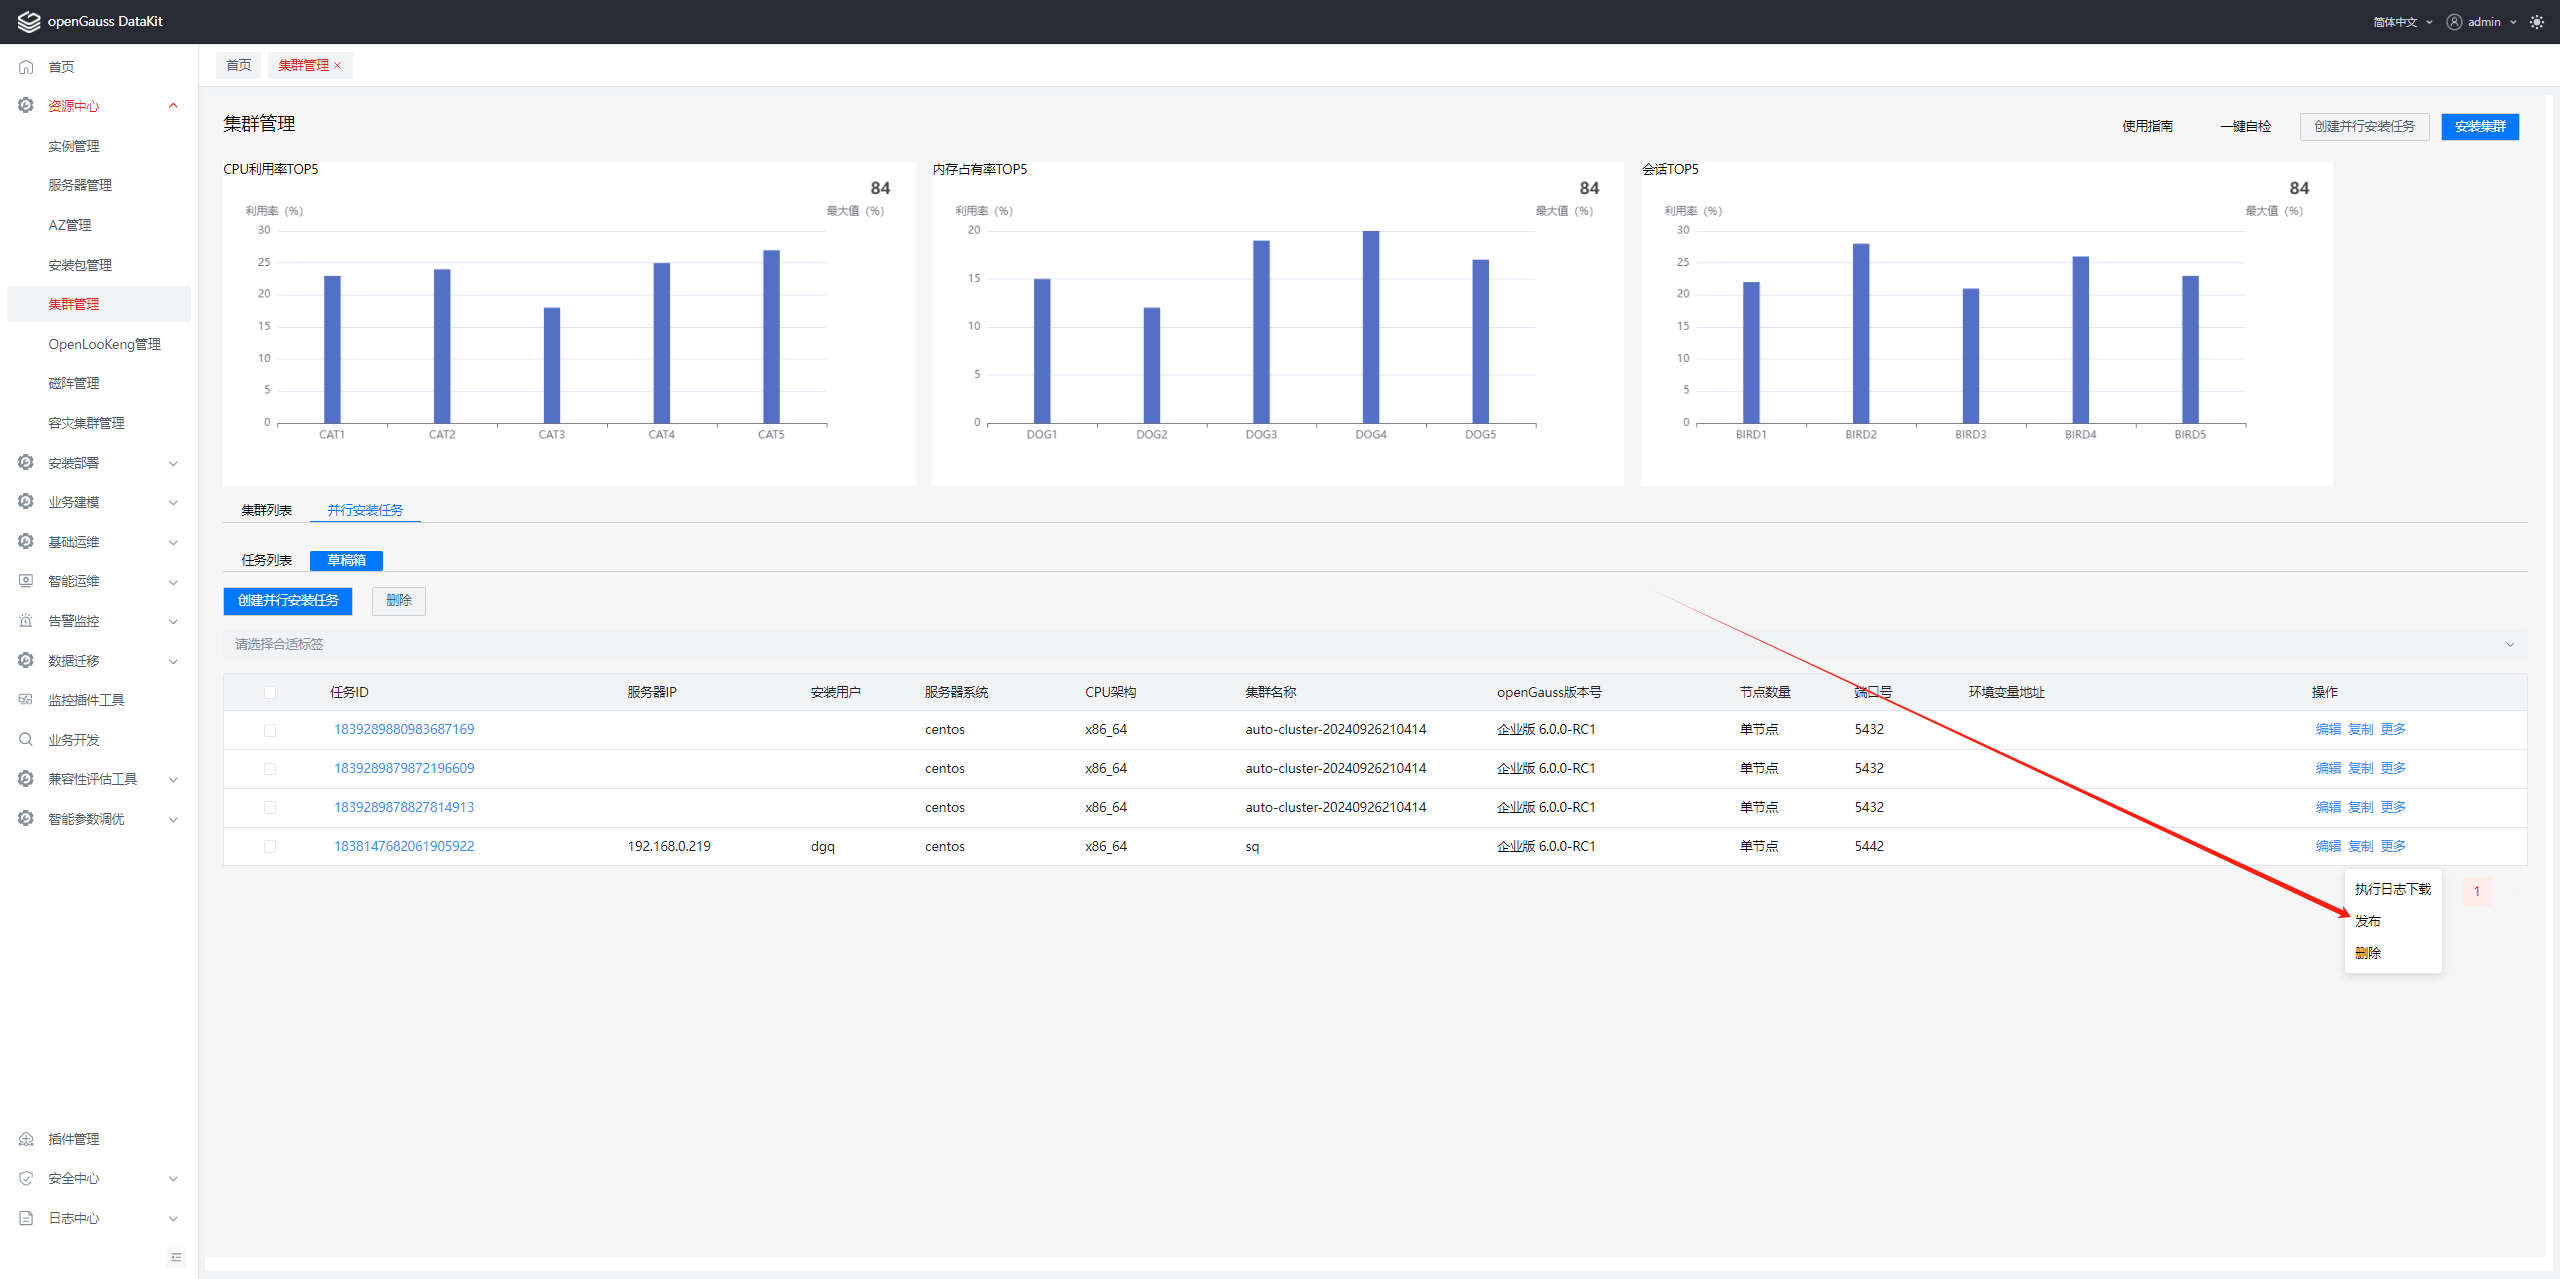 openGauss DataKit
简体中文
admin
首页
资源中心
实例管理
服务器管理
AZ管理
安装包管理
集群管理
OpenLooKeng管理
磁阵管理
容灾集群管理
安装部署
业务建模
基础运维
智能运维
告警监控
数据迁移
监控插件工具
业务开发
兼容性评估工具
智能参数调优
插件管理
安全中心
日志中心
首页 集群管理 ×
集群管理
使用指南 一键自检 创建并行安装任务 安装集群
CPU利用率TOP5
84
利用率（%） 最大值（%）
30
25
20
15
10
5
0
CAT1 CAT2 CAT3 CAT4 CAT5
内存占有率TOP5
84
利用率（%） 最大值（%）
20
15
10
5
0
DOG1 DOG2 DOG3 DOG4 DOG5
会话TOP5
84
利用率（%） 最大值（%）
30
25
20
15
10
5
0
BIRD1 BIRD2 BIRD3 BIRD4 BIRD5
集群列表 并行安装任务
任务列表 草稿箱
创建并行安装任务 删除
请选择合适标签
任务ID 服务器IP 安装用户 服务器系统 CPU架构 集群名称 openGauss版本号 节点数量 端口号 环境变量地址 操作
1839289880983687169 centos x86_64 auto-cluster-20240926210414 企业版 6.0.0-RC1 单节点 5432 编辑 复制 更多
1839289879872196609 centos x86_64 auto-cluster-20240926210414 企业版 6.0.0-RC1 单节点 5432 编辑 复制 更多
1839289878827814913 centos x86_64 auto-cluster-20240926210414 企业版 6.0.0-RC1 单节点 5432 编辑 复制 更多
1838147682061905922 192.168.0.219 dgq centos x86_64 sq 企业版 6.0.0-RC1 单节点 5442 编辑 复制 更多
执行日志下载
发布
删除
1